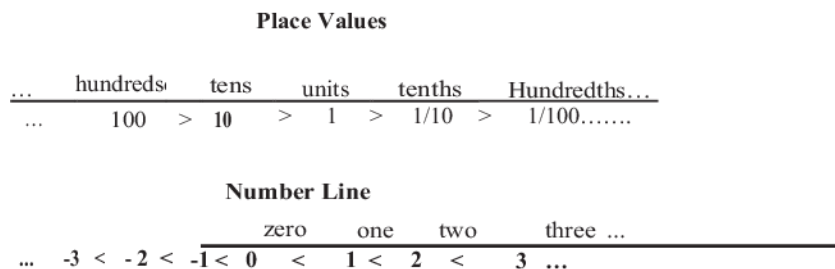 Place Values
... hundreds tens units tenths Hundredths...
... 100 > 10 > 1 > 1/10 > 1/100.......
Number Line
zero one two three ...
... -3 < -2 < -1 < 0 < 1 < 2 < 3 ...